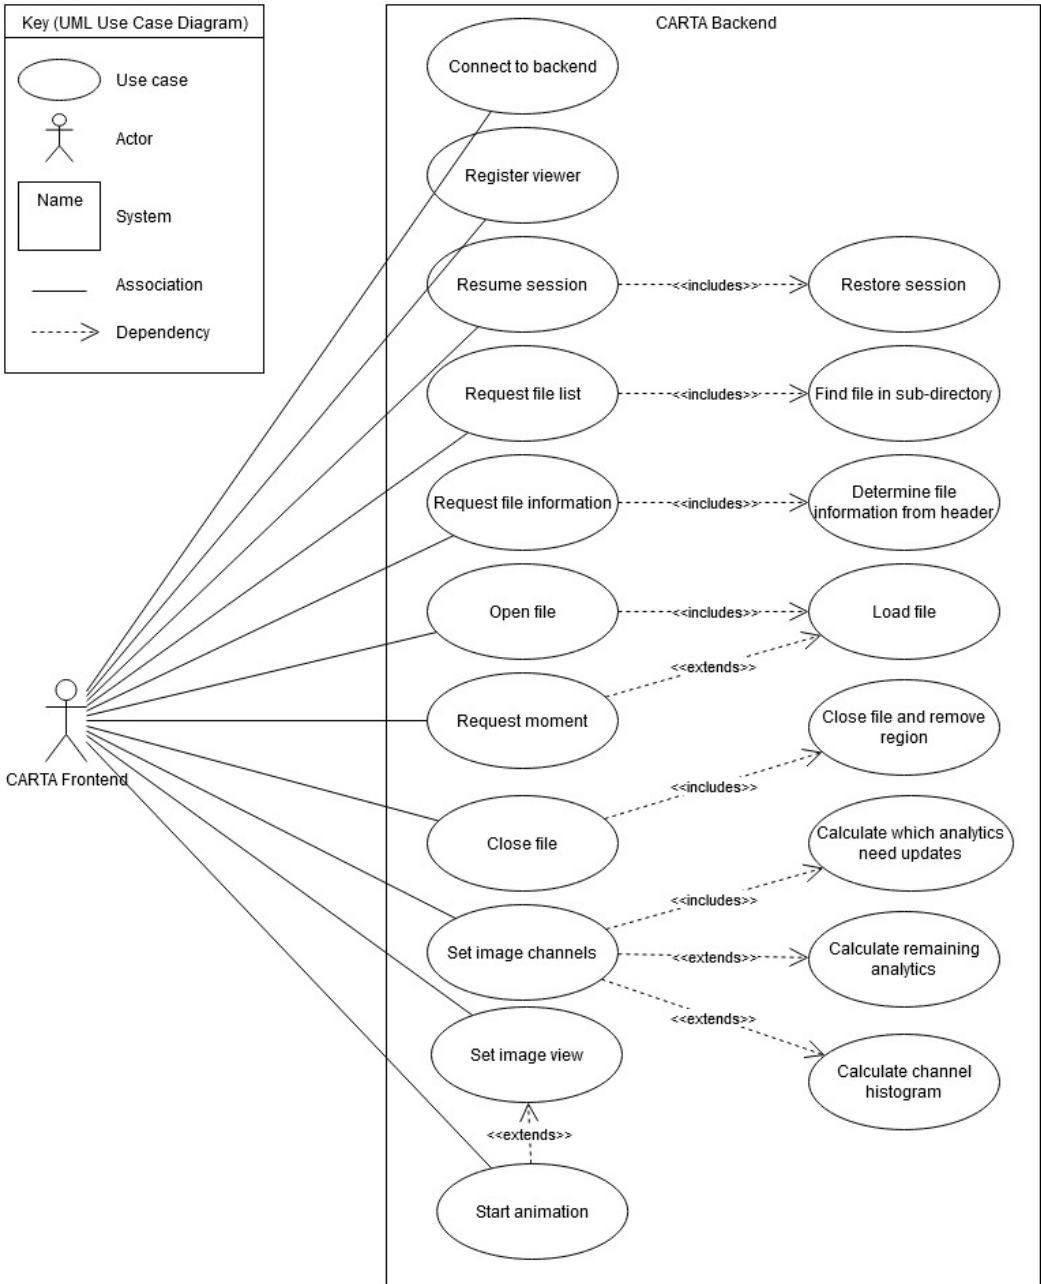 Key (UML Use Case Diagram)
Use case
Actor
Name
System
Association
Dependency
CARTA Backend
Connect to backend
Register viewer
Resume session
<<includes>>
Restore session
Request file list
<<includes>>
Find file in sub-directory
Request file information
<<includes>>
Determine file
information from header
Open file
<<includes>>
Load file
<<extends>>
Request moment
Close file and remove
region
<<includes>>
Close file
Calculate which analytics
need updates
<<includes>>
Set image channels
<<extends>>
Calculate remaining
analytics
<<extends>>
Calculate channel
histogram
Set image view
<<extends>>
Start animation
CARTA Frontend